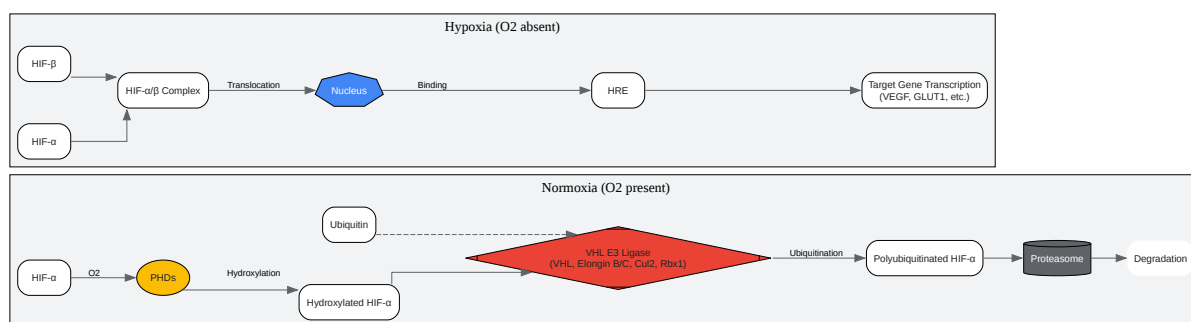 Hypoxia (O2 absent)
HIF-β
HIF-α
HIF-α/β Complex
Translocation
Nucleus
Binding
HRE
Target Gene Transcription
(VEGF, GLUT1, etc.)
Normoxia (O2 present)
Ubiquitin
HIF-α
O2
PHDs
Hydroxylation
Hydroxylated HIF-α
VHL E3 Ligase
(VHL, Elongin B/C, Cul2, Rbx1)
Ubiquitination
Polyubiquitinated HIF-α
Proteasome
Degradation